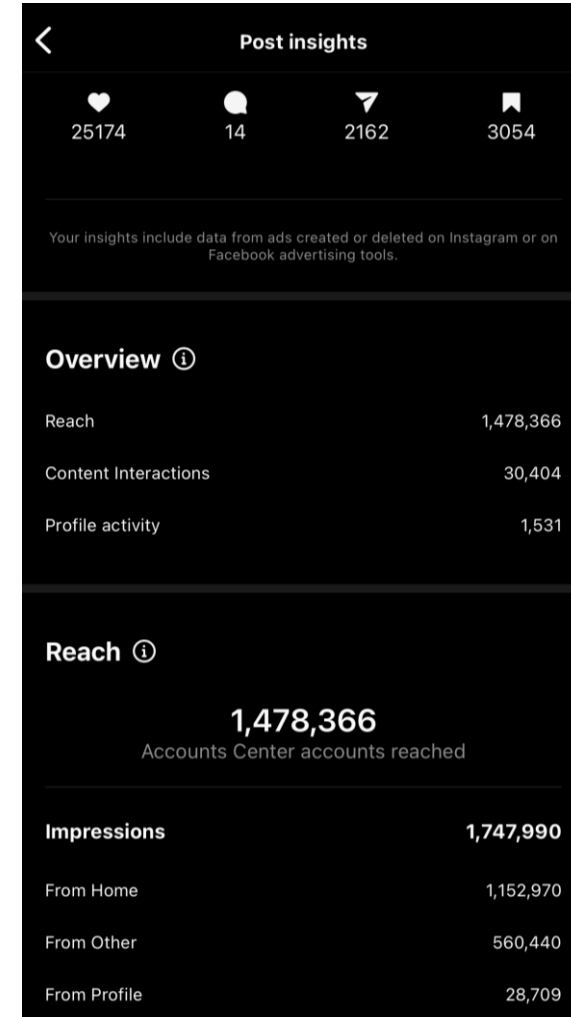 Post insights
25174 14 2162 3054
Your insights include data from ads created or deleted on Instagram or on
Facebook advertising tools.
Overview
Reach 1,478,366
Content Interactions 30,404
Profile activity 1,531
Reach
1,478,366
Accounts Center accounts reached
Impressions 1,747,990
From Home 1,152,970
From Other 560,440
From Profile 28,709